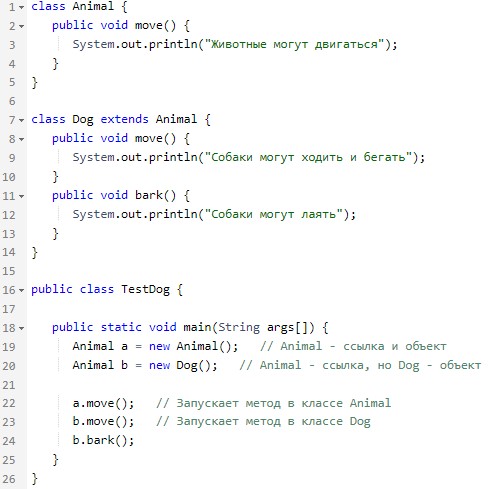 1 class Animal {
2 public void move() {
3 System.out.println("Животные могут двигаться");
4 }
5 }
6
7 class Dog extends Animal {
8 public void move() {
9 System.out.println("Собаки могут ходить и бегать");
10 }
11 public void bark() {
12 System.out.println("Собаки могут лаять");
13 }
14 }
15
16 public class TestDog {
17
18 public static void main(String args[]) {
19 Animal a = new Animal(); // Animal - ссылка и объект
20 Animal b = new Dog(); // Animal - ссылка, но Dog - объект
21
22 a.move(); // Запускает метод в классе Animal
23 b.move(); // Запускает метод в классе Dog
24 b.bark();
25 }
26 }